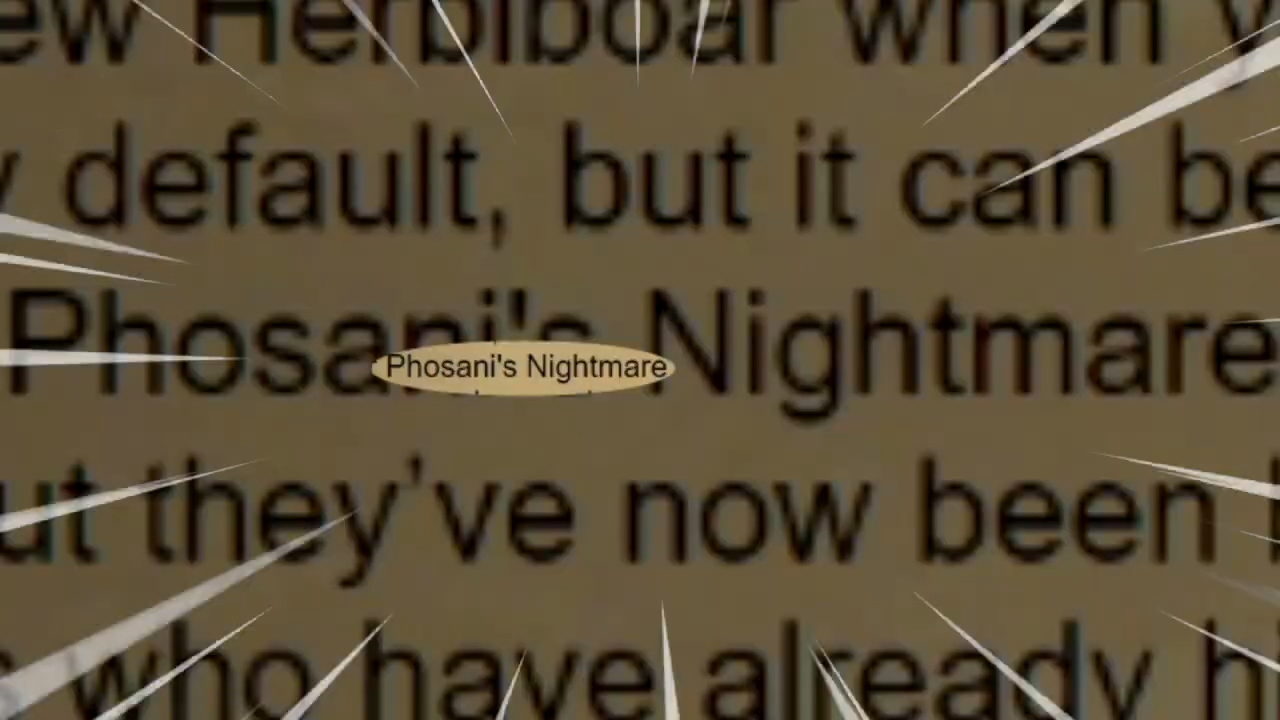 ew Herbiboar when y
y default, but it can be
Phosani's Nightmare
Phosani's Nightmare
ut they've now been
who have already hi